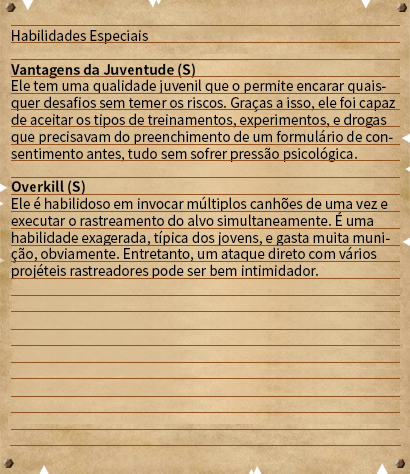 Habilidades Especiais
Vantagens da Juventude (S)
Ele tem uma qualidade juvenil que o permite encarar quais-
quer desafios sem temer os riscos. Graças a isso, ele foi capaz
de aceitar os tipos de treinamentos, experimentos, e drogas
que precisavam do preenchimento de um formulário de con-
sentimento antes, tudo sem sofrer pressão psicológica.
Overkill (S)
Ele é habilidoso em invocar múltiplos canhões de uma vez e
executar o rastreamento do alvo simultaneamente. É uma
habilidade exagerada, típica dos jovens, e gasta muita muni-
ção, obviamente. Entretanto, um ataque direto com vários
projéteis rastreadores pode ser bem intimidador.